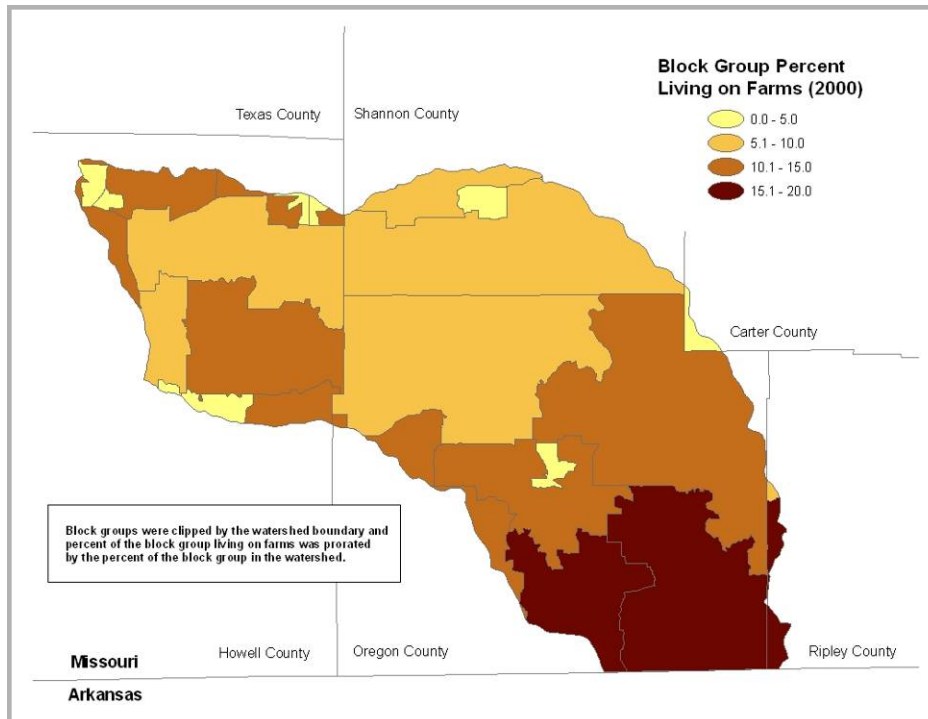 Block Group Percent
Living on Farms (2000)
0.0 - 5.0
5.1 - 10.0
10.1 - 15.0
15.1 - 20.0
Texas County
Shannon County
Carter County
Block groups were clipped by the watershed boundary and
percent of the block group living on farms was prorated
by the percent of the block group in the watershed.
Howell County
Oregon County
Ripley County
Missouri
Arkansas